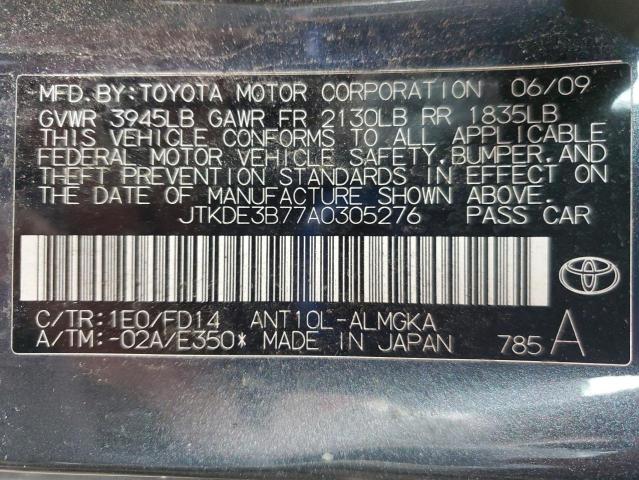 MFD.BY:TOYOTA MOTOR CORPORATION 06/09
GVWR 3945LB GAWR FR 2130LB RR 1835LB
THIS VEHICLE CONFORMS TO ALL APPLICABLE
FEDERAL MOTOR VEHICLE SAFETY,BUMPER,AND
THEFT PREVENTION STANDARDS IN EFFECT ON
THE DATE OF MANUFACTURE SHOWN ABOVE.
JTKDE3B77A0305276 PASS CAR
C/TR:1E0/FD14 ANT10L-ALMGKA
A/TM:-02A/E350* MADE IN JAPAN 785 A